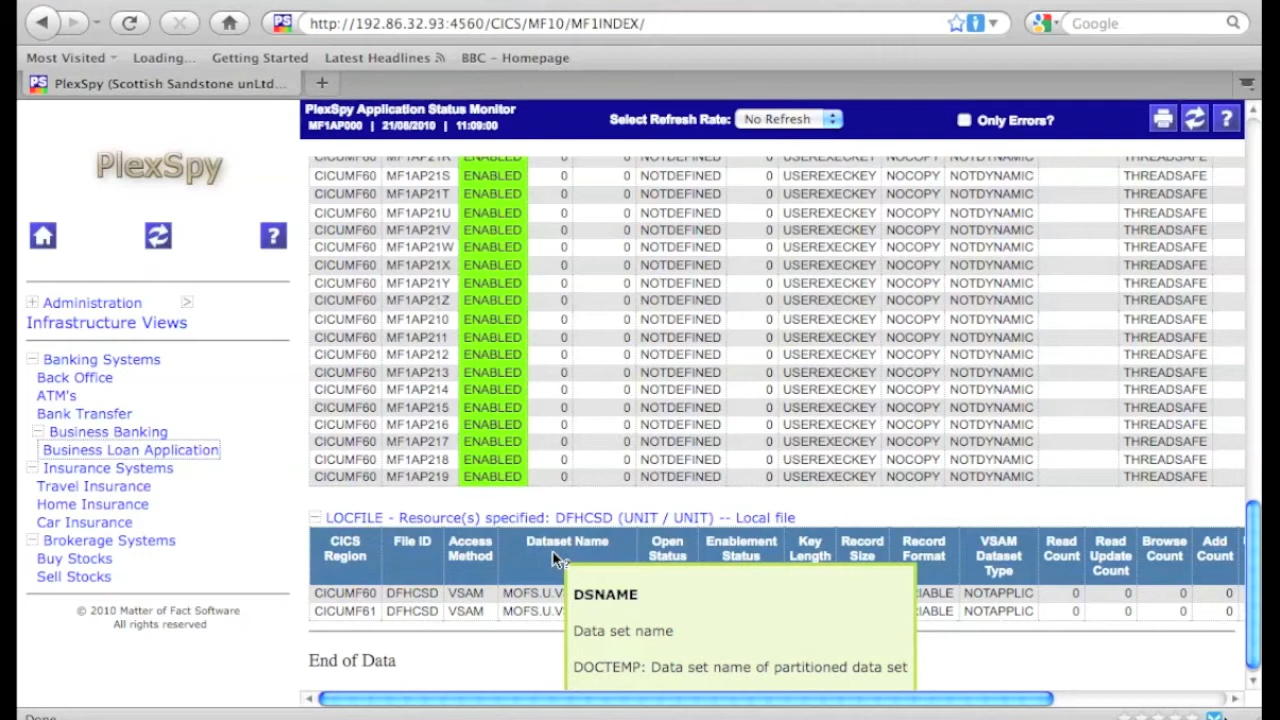 http://192.86.32.93:4560/CICS/MF10/MF1INDEX/
Google
Most Visited Loading... Getting Started Latest Headlines BBC – Homepage
PS PlexSpy (Scottish Sandstone unLtd... +
PlexSpy
?
Administration >
Infrastructure Views
Banking Systems
Back Office
ATM's
Bank Transfer
Business Banking
Business Loan Application
Insurance Systems
Travel Insurance
Home Insurance
Car Insurance
Brokerage Systems
Buy Stocks
Sell Stocks
© 2010 Matter of Fact Software
All rights reserved
PlexSpy Application Status Monitor
MF1AP000 | 21/08/2010 | 11:09:00
Select Refresh Rate: No Refresh
Only Errors?
?
CICUMF60 MF1AP21R ENABLED 0 0 NOTDEFINED 0 USEREXECKEY NOCOPY NOTDYNAMIC THREADSAFE
CICUMF60 MF1AP21S ENABLED 0 0 NOTDEFINED 0 USEREXECKEY NOCOPY NOTDYNAMIC THREADSAFE
CICUMF60 MF1AP21T ENABLED 0 0 NOTDEFINED 0 USEREXECKEY NOCOPY NOTDYNAMIC THREADSAFE
CICUMF60 MF1AP21U ENABLED 0 0 NOTDEFINED 0 USEREXECKEY NOCOPY NOTDYNAMIC THREADSAFE
CICUMF60 MF1AP21V ENABLED 0 0 NOTDEFINED 0 USEREXECKEY NOCOPY NOTDYNAMIC THREADSAFE
CICUMF60 MF1AP21W ENABLED 0 0 NOTDEFINED 0 USEREXECKEY NOCOPY NOTDYNAMIC THREADSAFE
CICUMF60 MF1AP21X ENABLED 0 0 NOTDEFINED 0 USEREXECKEY NOCOPY NOTDYNAMIC THREADSAFE
CICUMF60 MF1AP21Y ENABLED 0 0 NOTDEFINED 0 USEREXECKEY NOCOPY NOTDYNAMIC THREADSAFE
CICUMF60 MF1AP21Z ENABLED 0 0 NOTDEFINED 0 USEREXECKEY NOCOPY NOTDYNAMIC THREADSAFE
CICUMF60 MF1AP210 ENABLED 0 0 NOTDEFINED 0 USEREXECKEY NOCOPY NOTDYNAMIC THREADSAFE
CICUMF60 MF1AP211 ENABLED 0 0 NOTDEFINED 0 USEREXECKEY NOCOPY NOTDYNAMIC THREADSAFE
CICUMF60 MF1AP212 ENABLED 0 0 NOTDEFINED 0 USEREXECKEY NOCOPY NOTDYNAMIC THREADSAFE
CICUMF60 MF1AP213 ENABLED 0 0 NOTDEFINED 0 USEREXECKEY NOCOPY NOTDYNAMIC THREADSAFE
CICUMF60 MF1AP214 ENABLED 0 0 NOTDEFINED 0 USEREXECKEY NOCOPY NOTDYNAMIC THREADSAFE
CICUMF60 MF1AP215 ENABLED 0 0 NOTDEFINED 0 USEREXECKEY NOCOPY NOTDYNAMIC THREADSAFE
CICUMF60 MF1AP216 ENABLED 0 0 NOTDEFINED 0 USEREXECKEY NOCOPY NOTDYNAMIC THREADSAFE
CICUMF60 MF1AP217 ENABLED 0 0 NOTDEFINED 0 USEREXECKEY NOCOPY NOTDYNAMIC THREADSAFE
CICUMF60 MF1AP218 ENABLED 0 0 NOTDEFINED 0 USEREXECKEY NOCOPY NOTDYNAMIC THREADSAFE
CICUMF60 MF1AP219 ENABLED 0 0 NOTDEFINED 0 USEREXECKEY NOCOPY NOTDYNAMIC THREADSAFE
LOCFILE - Resource(s) specified: DFHCSD (UNIT / UNIT) -- Local file
CICS File ID Access Dataset Name Open Enablement Key Record Record VSAM Read Read Browse Add
Region Method Status Status Length Size Format Dataset Count Update Count Count
Type Count
CICUMF60 DFHCSD VSAM MOFS.U.V IABLE NOTAPPLIC 0 0 0 0
CICUMF61 DFHCSD VSAM MOFS.U.V IABLE NOTAPPLIC 0 0 0 0
DSNAME
Data set name
DOCTEMP: Data set name of partitioned data set
End of Data
Done